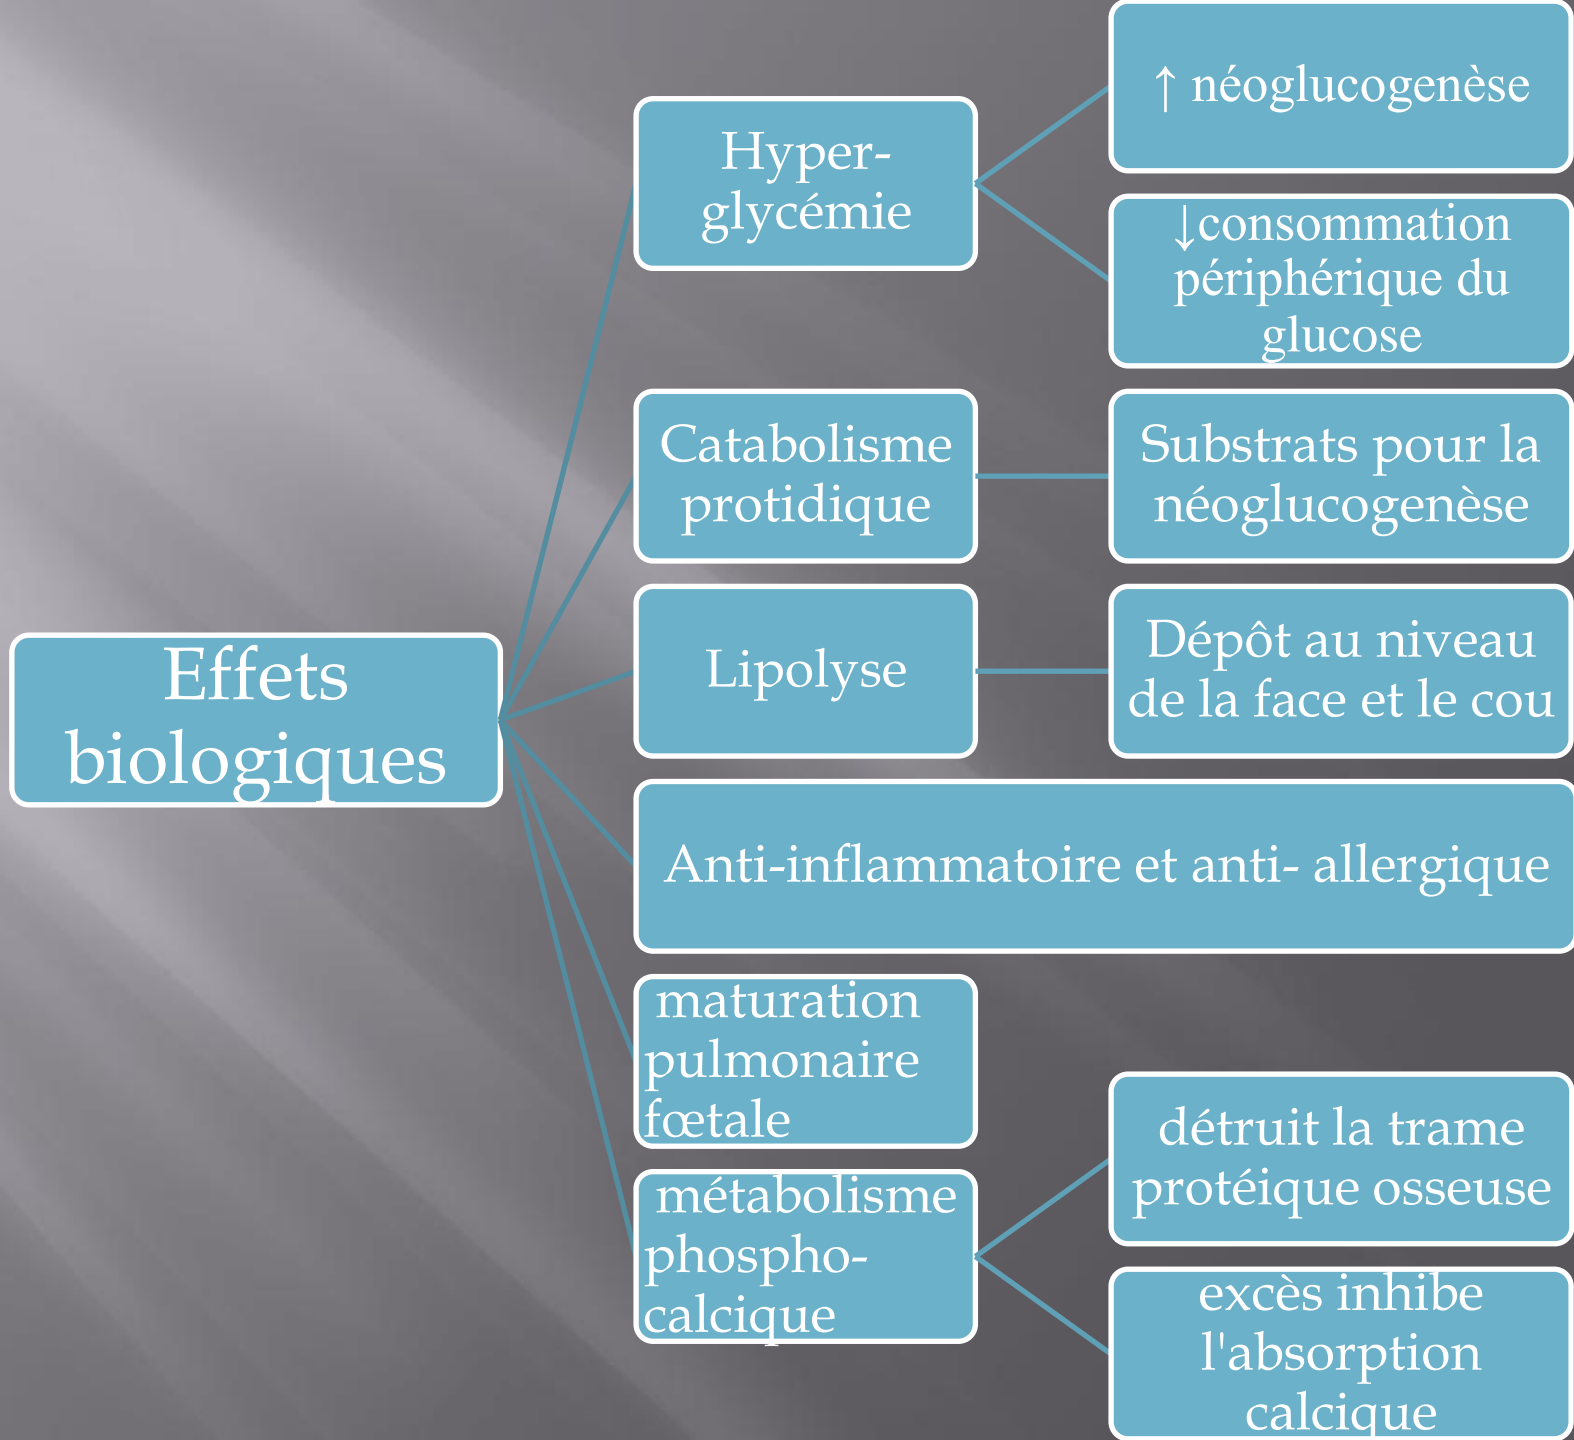 Effets
biologiques
Hyper-
glycémie
↑ néoglucogenèse
↓consommation
périphérique du
glucose
Catabolisme
protidique
Substrats pour la
néoglucogenèse
Lipolyse
Dépôt au niveau
de la face et le cou
Anti-inflammatoire et anti- allergique
maturation
pulmonaire
fœtale
métabolisme
phospho-
calcique
détruit la trame
protéique osseuse
excès inhibe
l'absorption
calcique